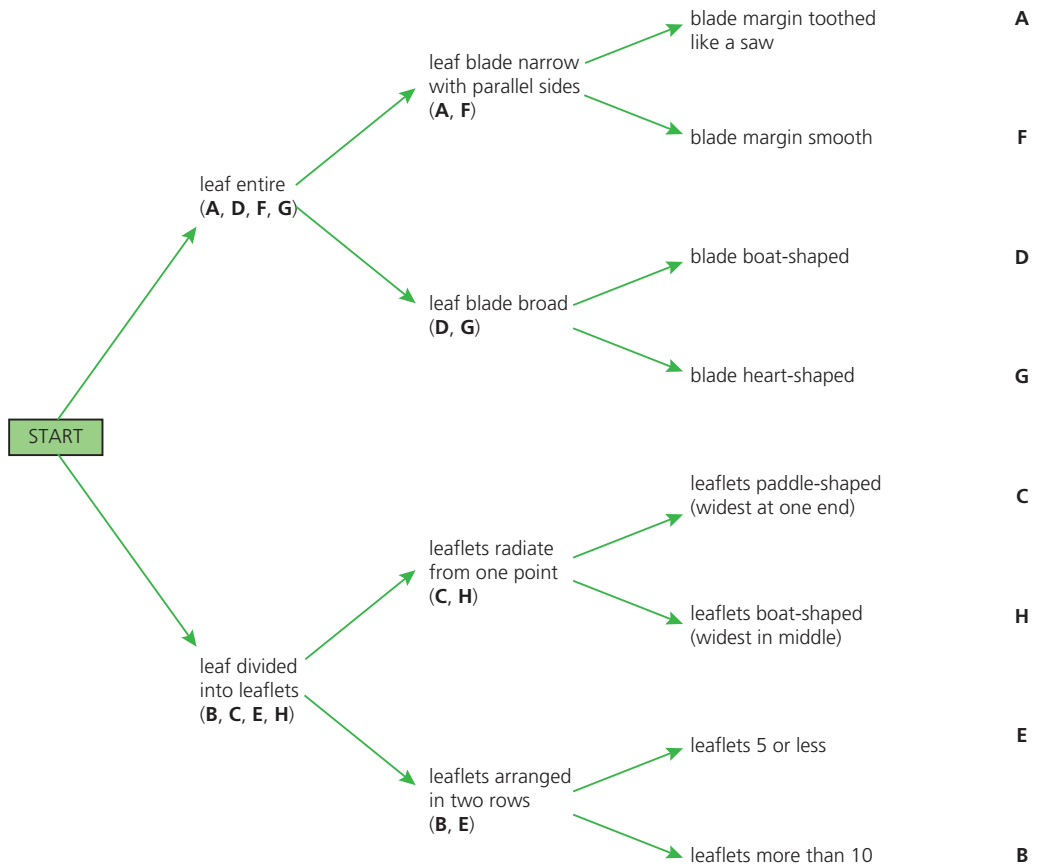 blade margin toothed
like a saw
A
leaf blade narrow
with parallel sides
(A, F)
blade margin smooth
F
leaf entire
(A, D, F, G)
blade boat-shaped
D
leaf blade broad
(D, G)
blade heart-shaped
G
START
leaflets paddle-shaped
(widest at one end)
C
leaflets radiate
from one point
(C, H)
leaflets boat-shaped
(widest in middle)
H
leaf divided
into leaflets
(B, C, E, H)
leaflets 5 or less
E
leaflets arranged
in two rows
(B, E)
leaflets more than 10
B